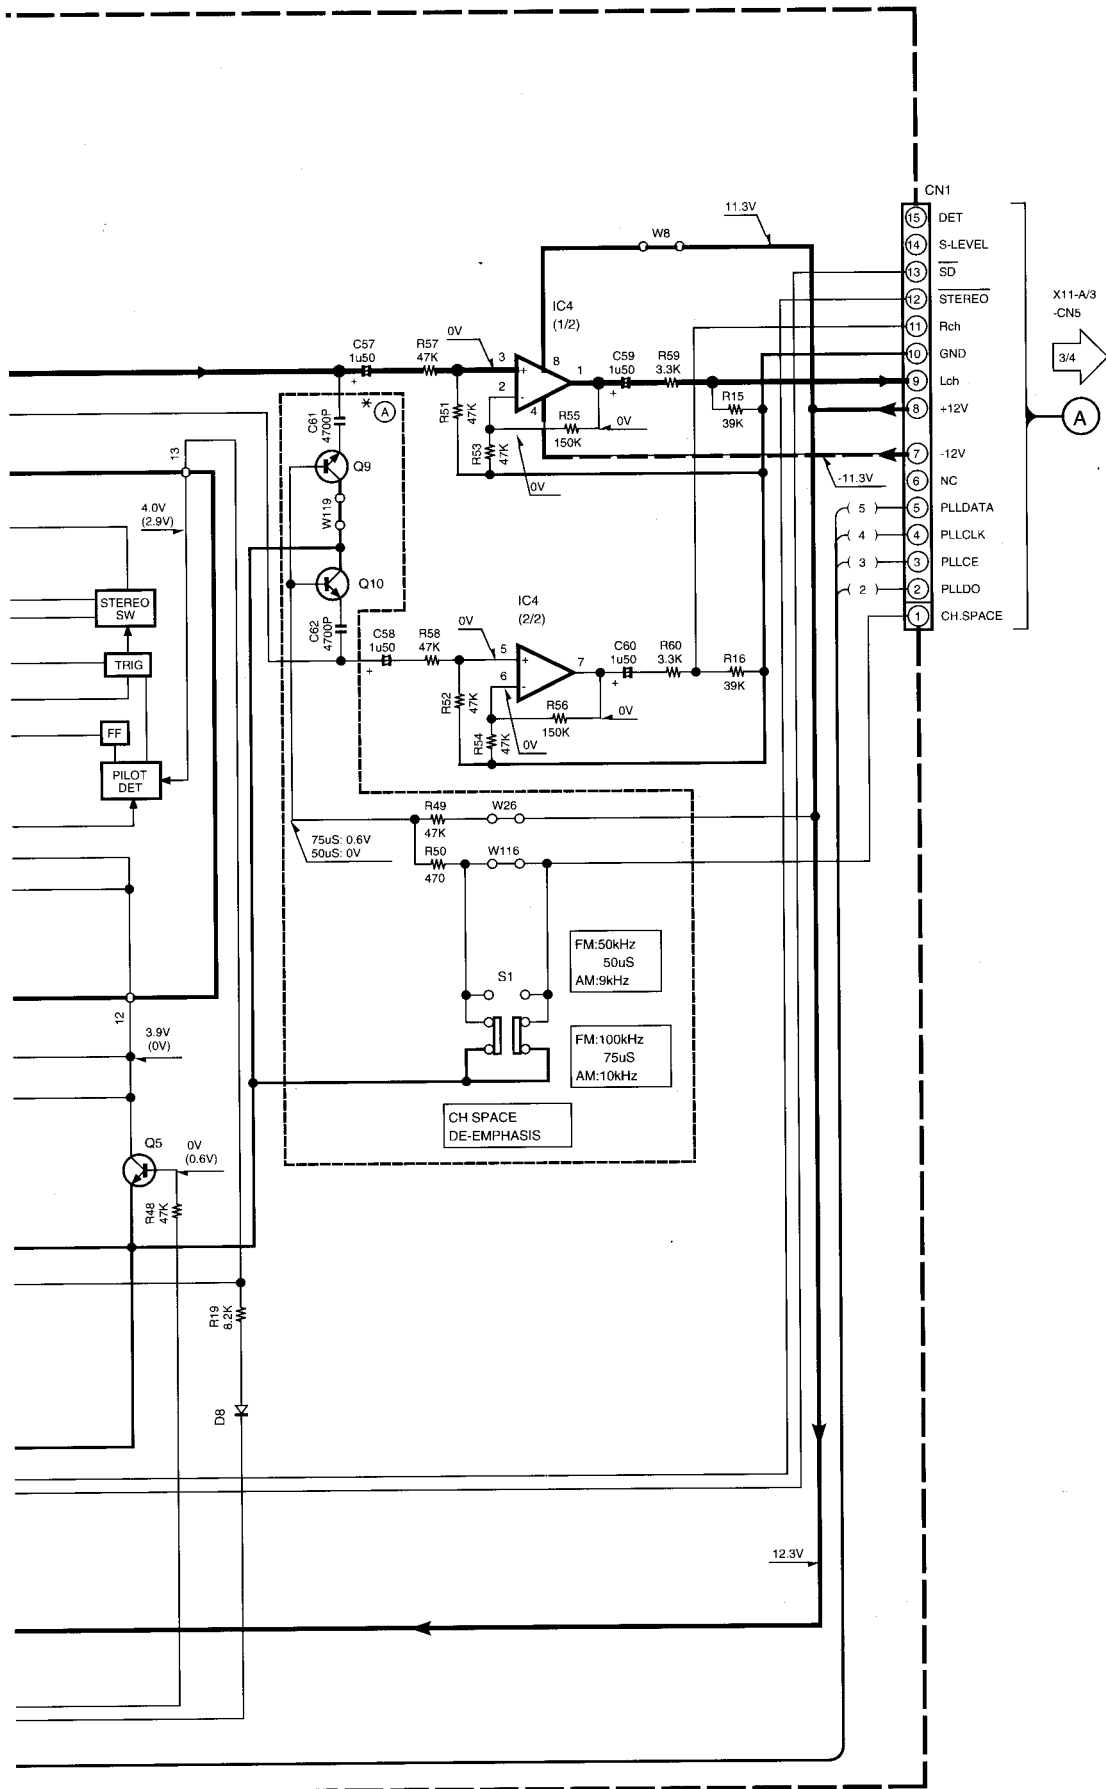 CN1
15 DET
14 S-LEVEL
13 SD
12 STEREO
11 Rch
10 GND
9 Lch
8 +12V
7 -12V
6 NC
5 PLLDATA
4 PLLCLK
3 PLLCE
2 PLLDO
1 CH.SPACE
X11-A/3
-CN5
3/4
A
5
4
3
2
11.3V
W8
IC4
(1/2)
0V
C57
1u50
+
R57
47K
3
+
2
-
8
1
4
C59
1u50
+
R59
3.3K
R15
39K
R51
47K
R53
47K
R55
150K
0V
0V
-11.3V
* A
C61
4700P
Q9
W119
Q10
C62
4700P
13
4.0V
(2.9V)
STEREO
SW
TRIG
FF
PILOT
DET
C58
1u50
+
R58
47K
0V
IC4
(2/2)
5
+
6
-
7
C60
1u50
+
R60
3.3K
R16
39K
R52
47K
R54
47K
R56
150K
0V
0V
75uS: 0.6V
50uS: 0V
R49
47K
W26
R50
470
W116
S1
FM:50kHz
50uS
AM:9kHz
FM:100kHz
75uS
AM:10kHz
CH SPACE
DE-EMPHASIS
12
3.9V
(0V)
Q5
0V
(0.6V)
R48
47K
R19
8.2K
D8
12.3V